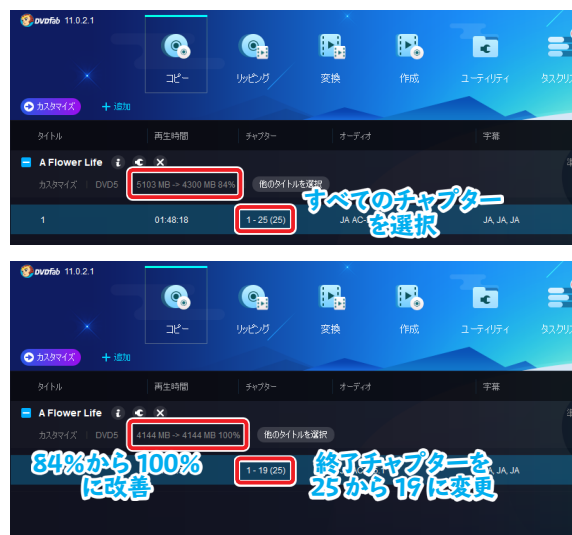 DVDFab 11.0.2.1
コピー リッピング 変換 作成 ユーティリティ
カスタマイズ + 追加
タイトル 再生時間 チャプター オーディオ 字幕
A Flower Life i X
カスタマイズ DVD5 5103 MB -> 4300 MB 84% 他のタイトルを選択
すべてのチャプター
を選択
1 01:48:18 1 - 25 (25) JA AC- JA, JA, JA
DVDFab 11.0.2.1
コピー リッピング 変換 作成 ユーティリティ
カスタマイズ + 追加
タイトル 再生時間 チャプター オーディオ 字幕
A Flower Life i X
カスタマイズ DVD5 4144 MB -> 4144 MB 100% 他のタイトルを選択
84%から100%
に改善
1 - 19 (25) JA, JA
終了チャプターを
25から19に変更